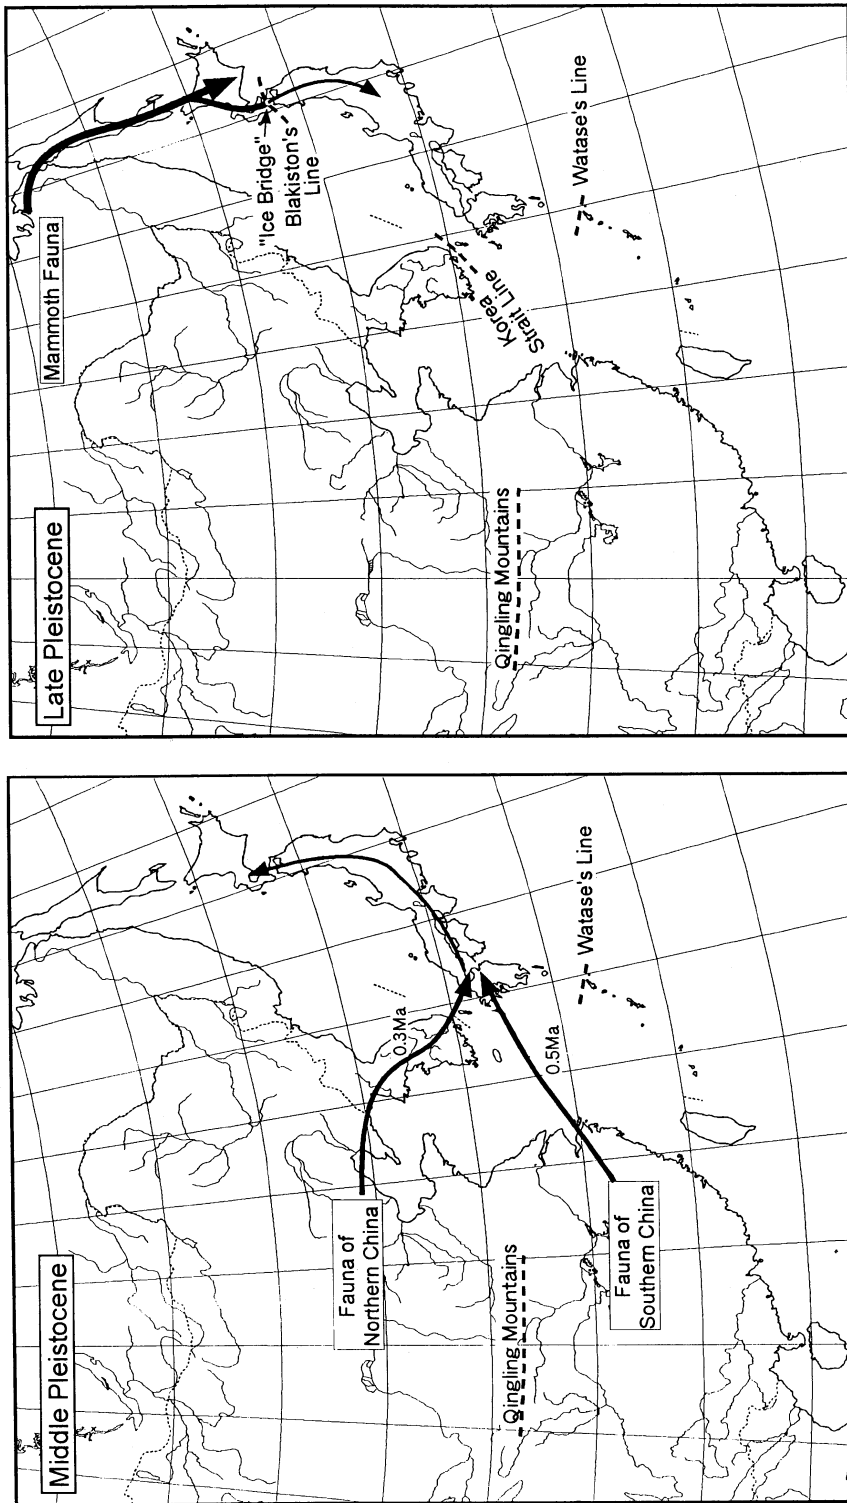 Middle Pleistocene
Fauna of
Northern China
0.3Ma
Qingling Mountains
0.5Ma
Fauna of
Southern China
Watase's Line
Late Pleistocene
Mammoth Fauna
"Ice Bridge"
Blakiston's
Line
Korea
Strait Line
Qingling Mountains
Watase's Line